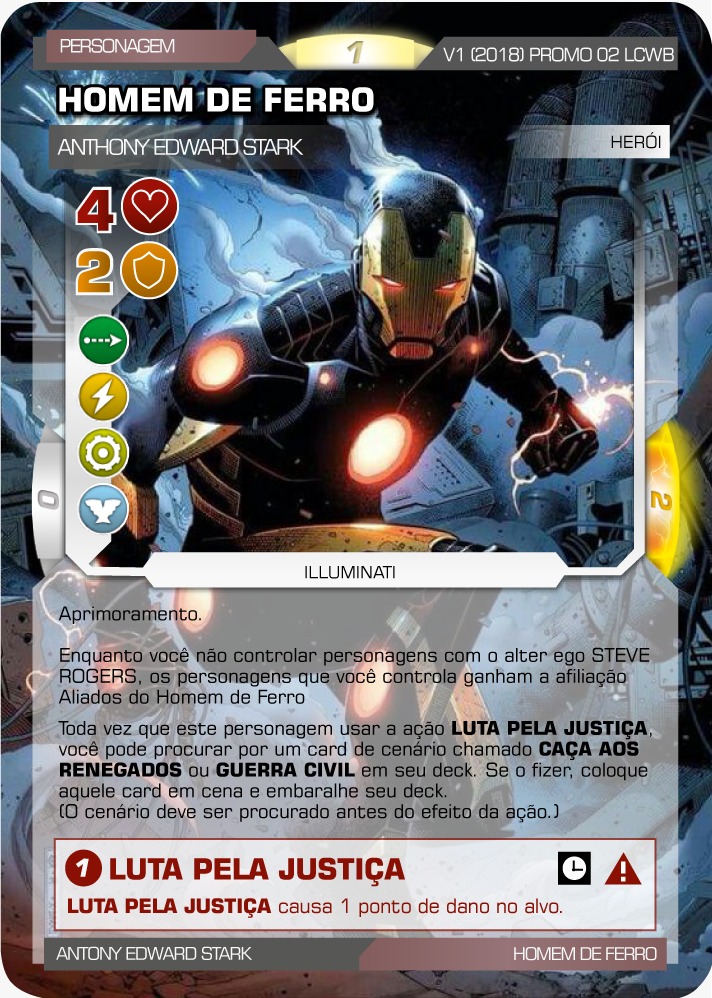 PERSONAGEM
1
V1 (2018) PROMO 02 LCWB
HOMEM DE FERRO
ANTHONY EDWARD STARK
HERÓI
4
2
0
2
ILLUMINATI
Aprimoramento.
Enquanto você não controlar personagens com o alter ego STEVE
ROGERS, os personagens que você controla ganham a afiliação
Aliados do Homem de Ferro
Toda vez que este personagem usar a ação LUTA PELA JUSTIÇA,
você pode procurar por um card de cenário chamado CAÇA AOS
RENEGADOS ou GUERRA CIVIL em seu deck. Se o fizer, coloque
aquele card em cena e embaralhe seu deck.
(O cenário deve ser procurado antes do efeito da ação.)
1 LUTA PELA JUSTIÇA
LUTA PELA JUSTIÇA causa 1 ponto de dano no alvo.
ANTONY EDWARD STARK
HOMEM DE FERRO